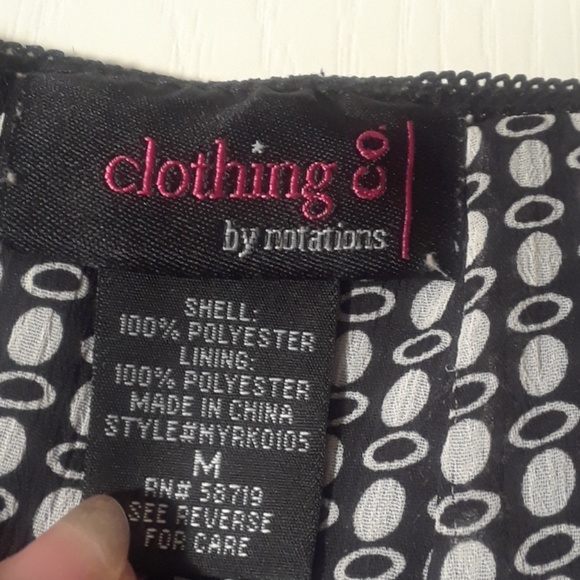 clothing co.
by notations
SHELL:
100% POLYESTER
LINING:
100% POLYESTER
MADE IN CHINA
STYLE#HYRK0105
M
RN# 58719
SEE REVERSE
FOR CARE